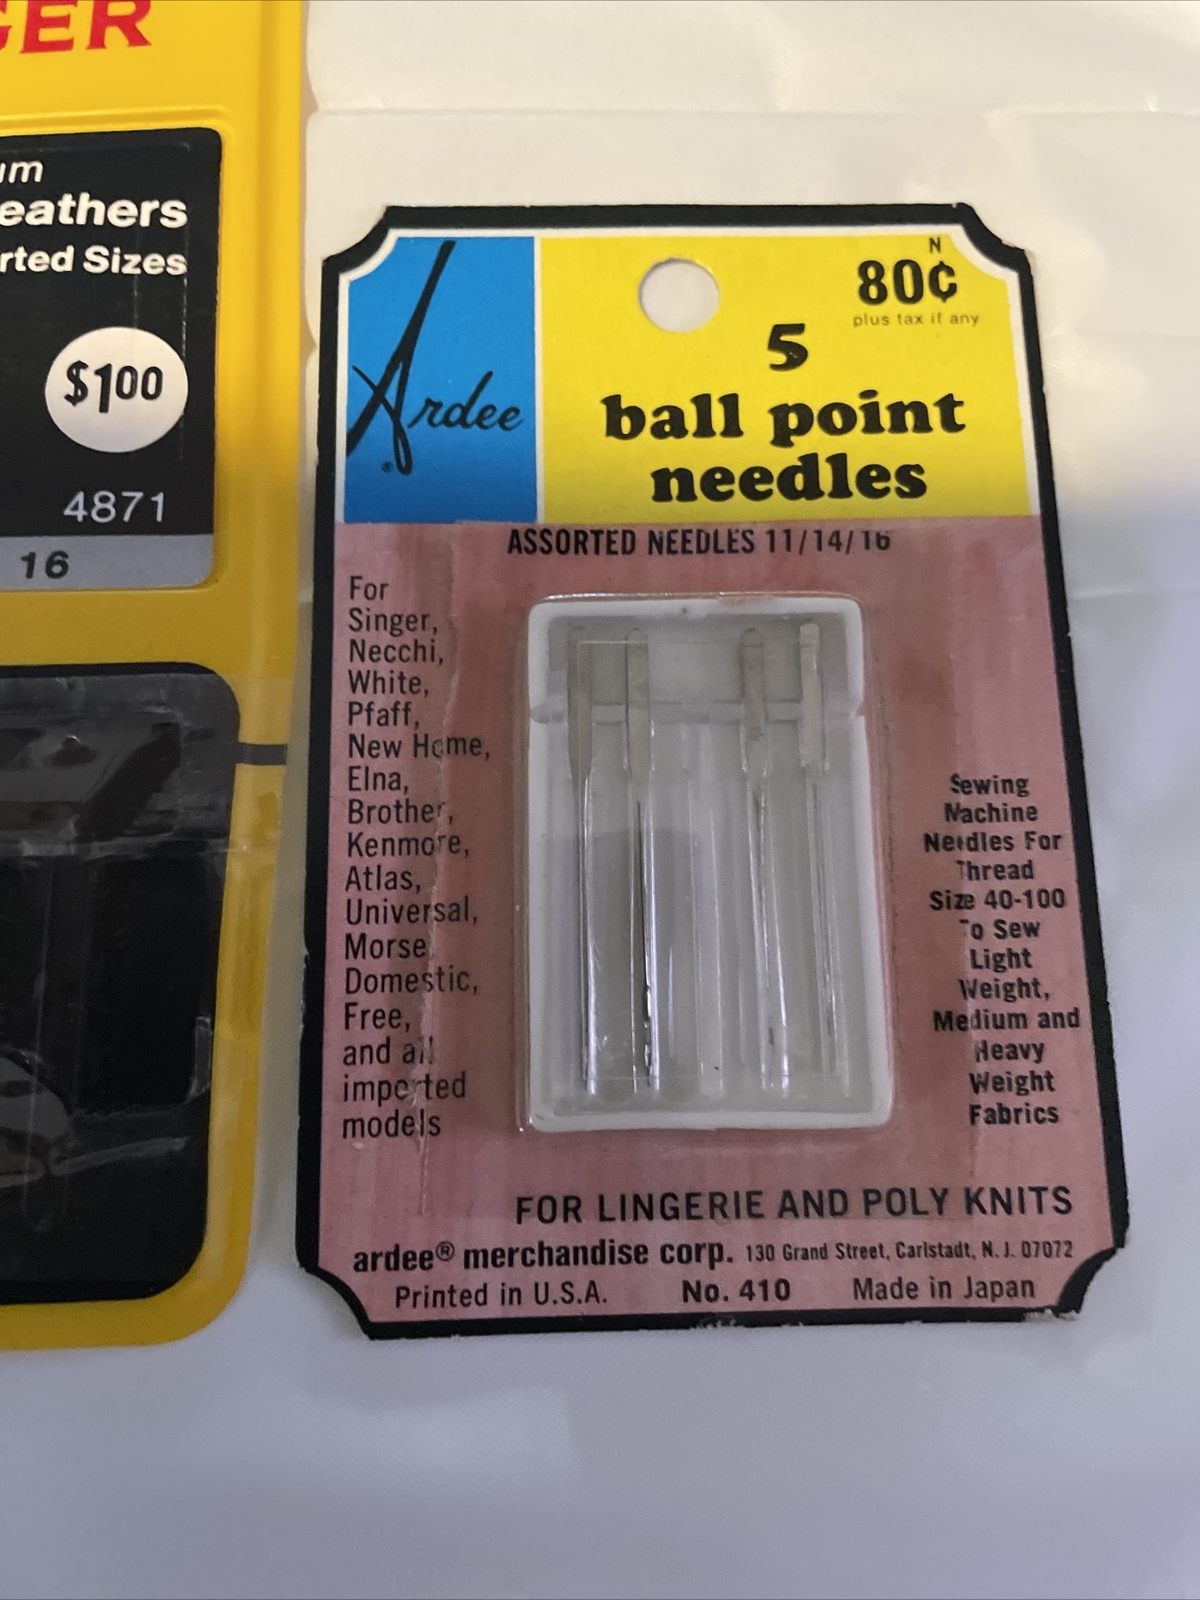 GER
um
eathers
rted Sizes
$1.00
4871
16
Ardee
®
N
80¢
plus tax if any
5
ball point
needles
ASSORTED NEEDLES 11/14/16
For
Singer,
Necchi,
White,
Pfaff,
New Home,
Elna,
Brother,
Kenmore,
Atlas,
Universal,
Morse
Domestic,
Free,
and all
imported
models
Sewing
Machine
Needles For
Thread
Size 40-100
To Sew
Light
Weight,
Medium and
Heavy
Weight
Fabrics
FOR LINGERIE AND POLY KNITS
ardee® merchandise corp. 130 Grand Street, Carlstadt, N. J. 07072
Printed in U.S.A. No. 410 Made in Japan